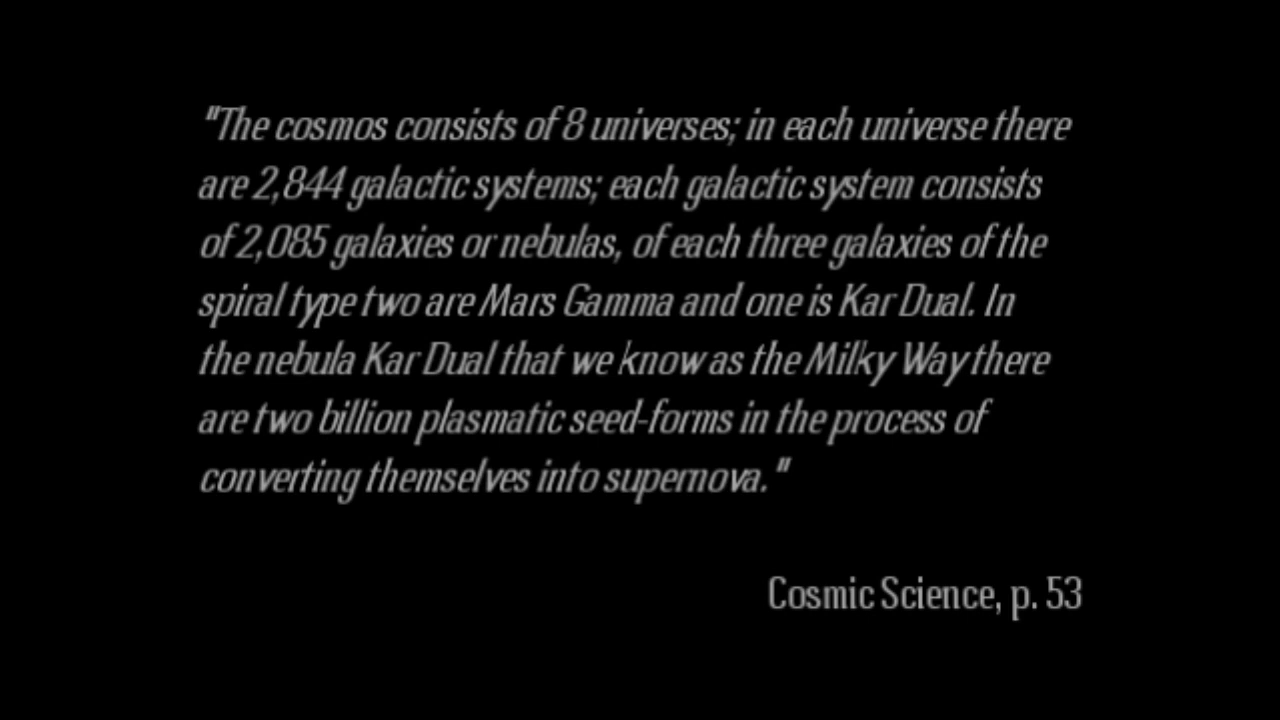 "The cosmos consists of 8 universes; in each universe there
are 2,844 galactic systems; each galactic system consists
of 2,085 galaxies or nebulas, of each three galaxies of the
spiral type two are Mars Gamma and one is Kar Dual. In
the nebula Kar Dual that we know as the Milky Way there
are two billion plasmatic seed-forms in the process of
converting themselves into supernova."
Cosmic Science, p. 53